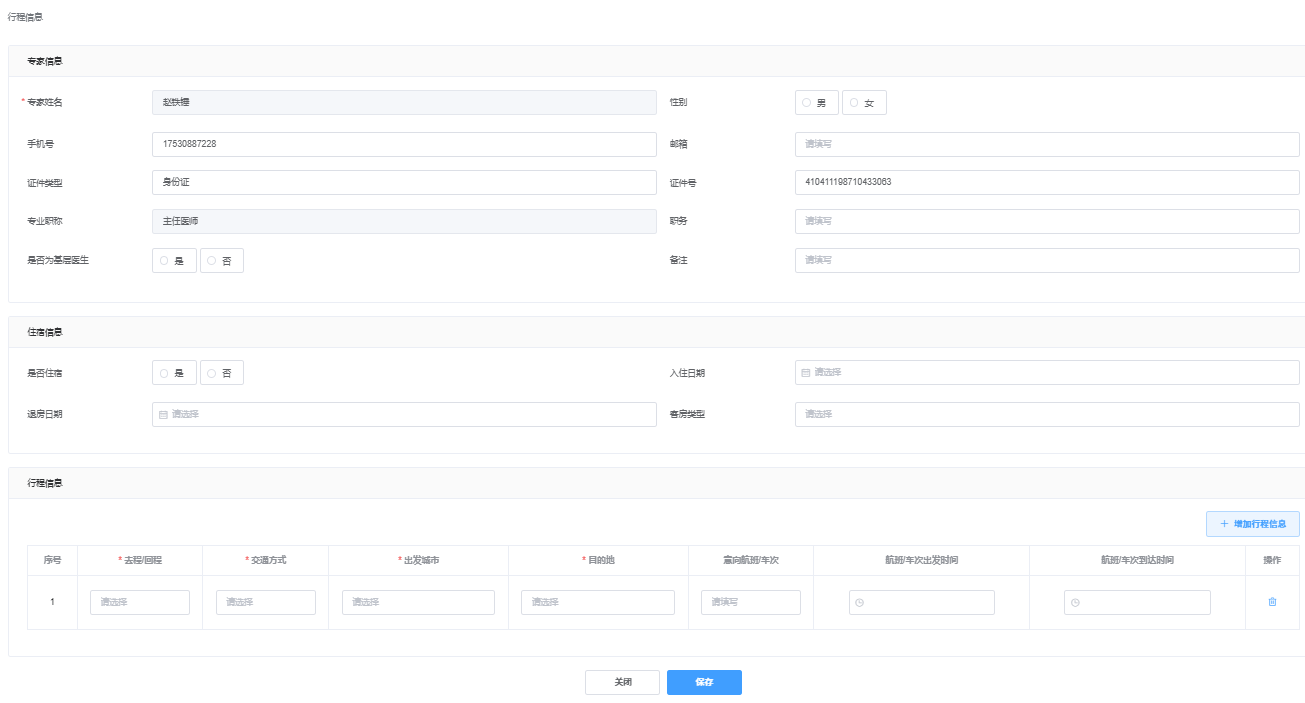 行程信息
专家信息
* 专家姓名 赵铁锤 性别 男 女
手机号 17530887228 邮箱 请填写
证件类型 身份证 证件号 410411198710433063
专业职称 主任医师 职务 请填写
是否为基层医生 是 否 备注 请填写
住宿信息
是否住宿 是 否 入住日期 请选择
退房日期 请选择 客房类型 请选择
行程信息
+ 增加行程信息
序号 * 去程/回程 * 交通方式 * 出发城市 * 目的地 意向航班/车次 航班/车次出发时间 航班/车次到达时间 操作
1 请选择 请选择 请选择 请选择 请填写
关闭 保存